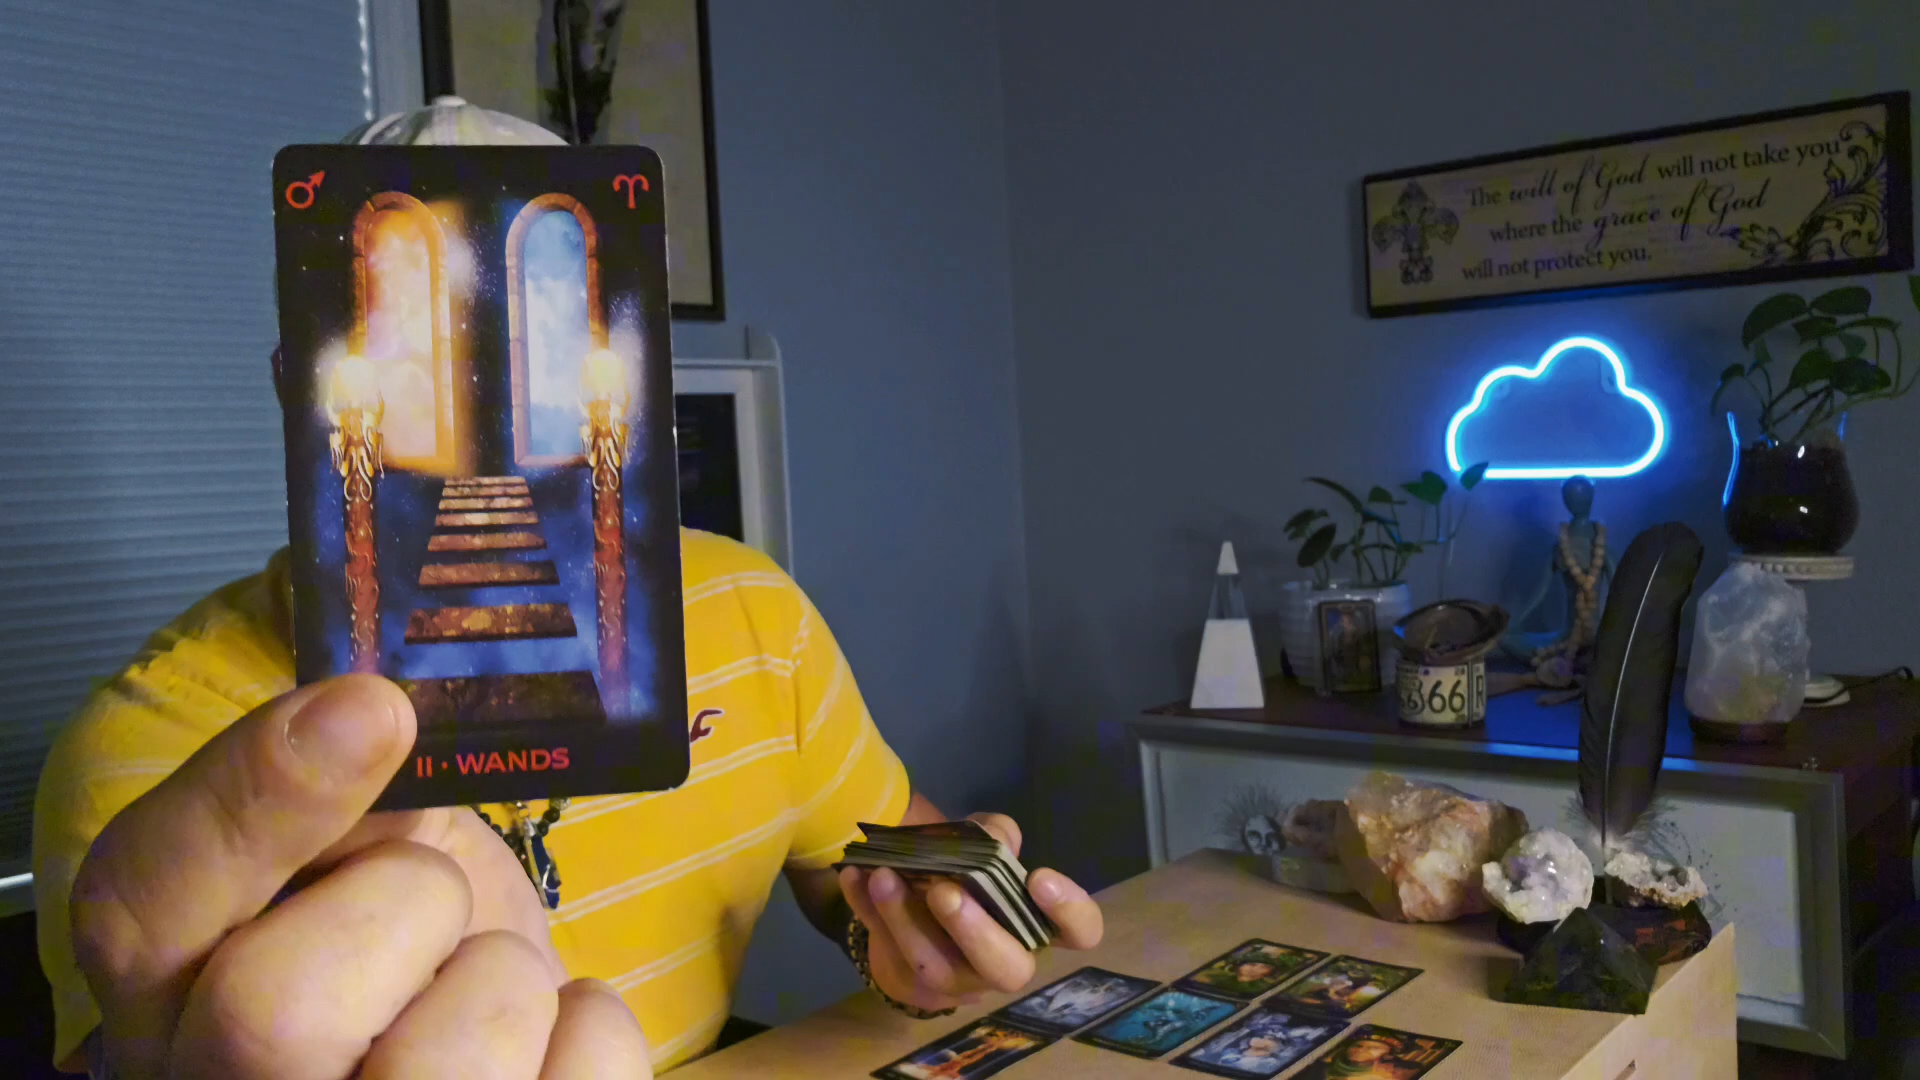 II • WANDS
The will of God will not take you
where the grace of God
will not protect you.
66